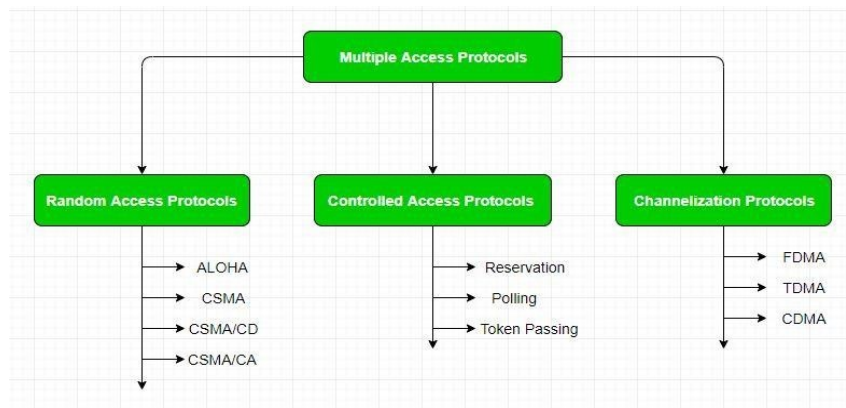 Multiple Access Protocols
Random Access Protocols
ALOHA
CSMA
CSMA/CD
CSMA/CA
Controlled Access Protocols
Reservation
Polling
Token Passing
Channelization Protocols
FDMA
TDMA
CDMA